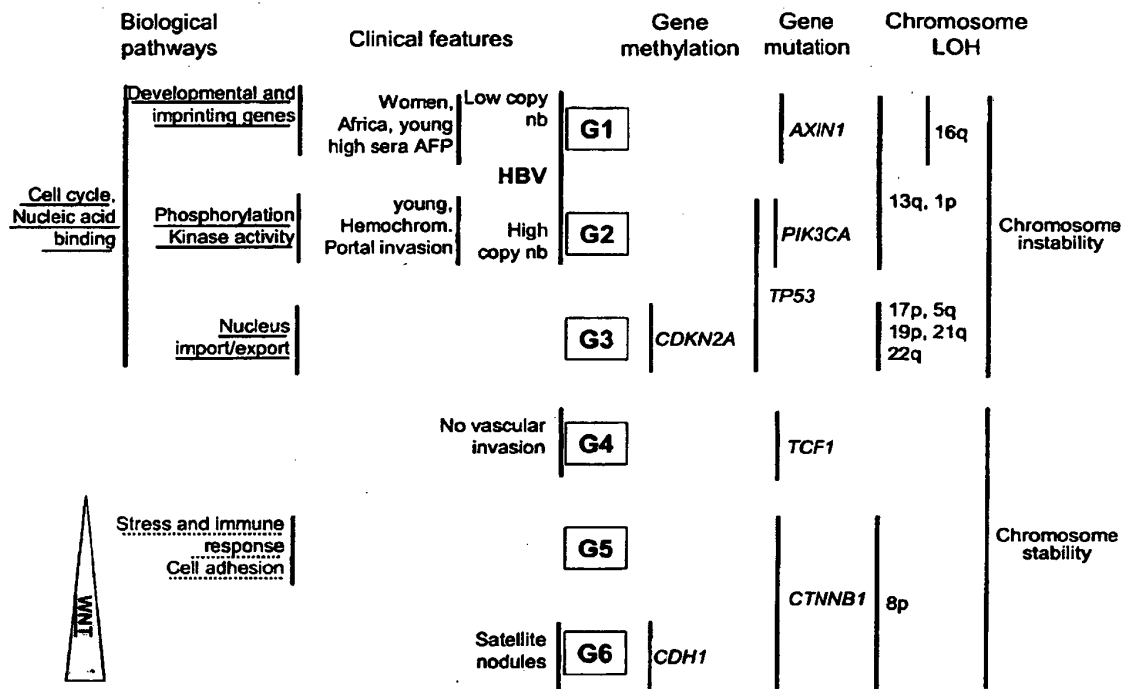 Biological
pathways
Clinical features
Gene
methylation
Gene
mutation
Chromosome
LOH
Developmental and
imprinting genes
Women,
Africa, young
high sera AFP
Low copy
nb
G1
AXIN1
16q
HBV
Cell cycle,
Nucleic acid
binding
Phosphorylation
Kinase activity
young,
Hemochrom.
Portal invasion
High
copy nb
G2
PIK3CA
13q, 1p
Chromosome
instability
TP53
Nucleus
import/export
G3
CDKN2A
17p, 5q
19p, 21q
22q
No vascular
invasion
G4
TCF1
Stress and immune
response
Cell adhesion
G5
Chromosome
stability
WNT
CTNNB1
8p
Satellite
nodules
G6
CDH1